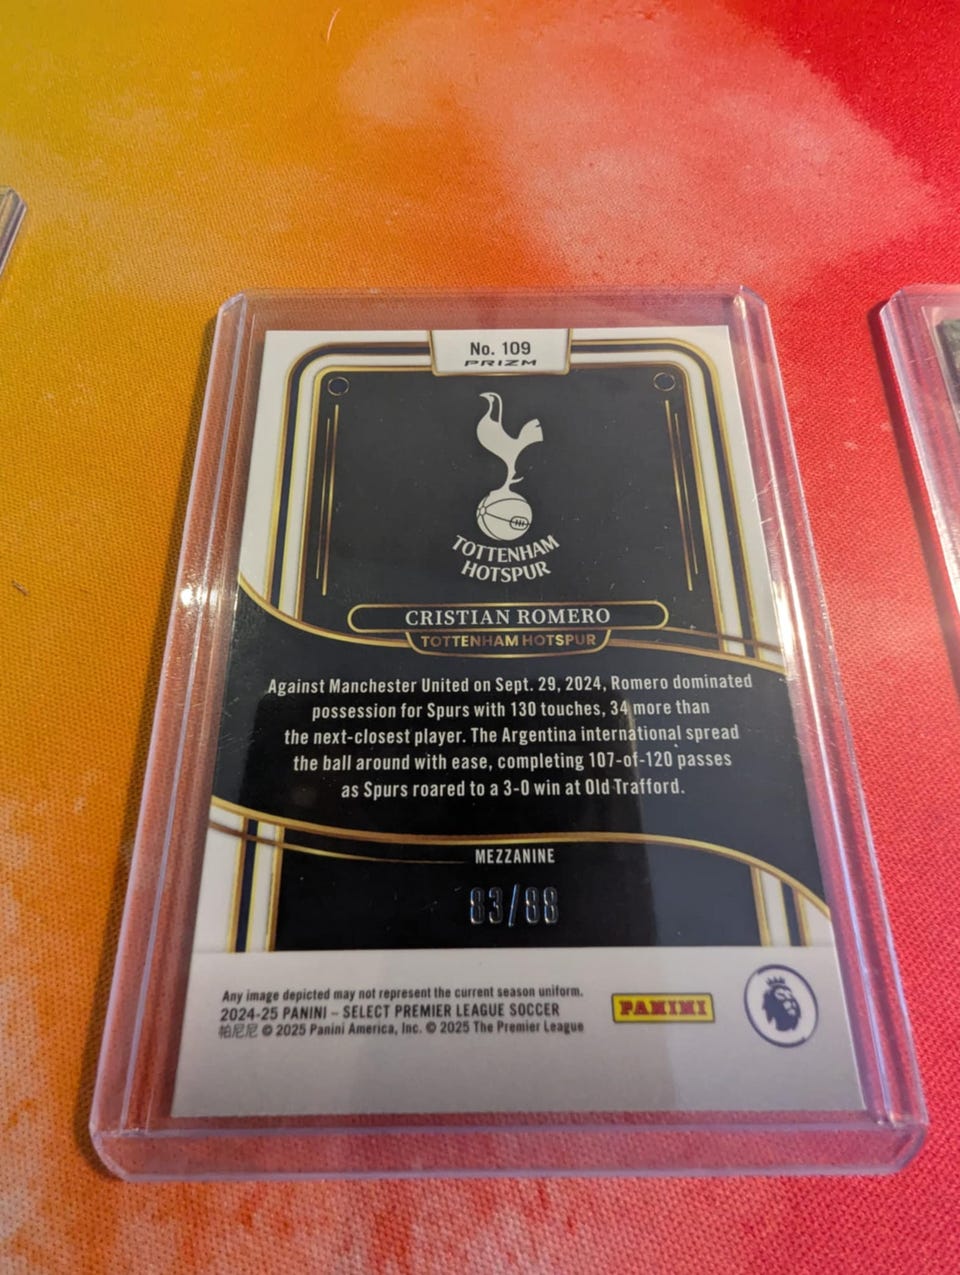 No. 109
PRIZM
TOTTENHAM
HOTSPUR
CRISTIAN ROMERO
TOTTENHAM HOTSPUR
Against Manchester United on Sept. 29, 2024, Romero dominated
possession for Spurs with 130 touches, 34 more than
the next-closest player. The Argentina international spread
the ball around with ease, completing 107-of-120 passes
as Spurs roared to a 3-0 win at Old Trafford.
MEZZANINE
83/88
Any image depicted may not represent the current season uniform.
2024-25 PANINI – SELECT PREMIER LEAGUE SOCCER
帕尼尼 © 2025 Panini America, Inc. © 2025 The Premier League
PANINI